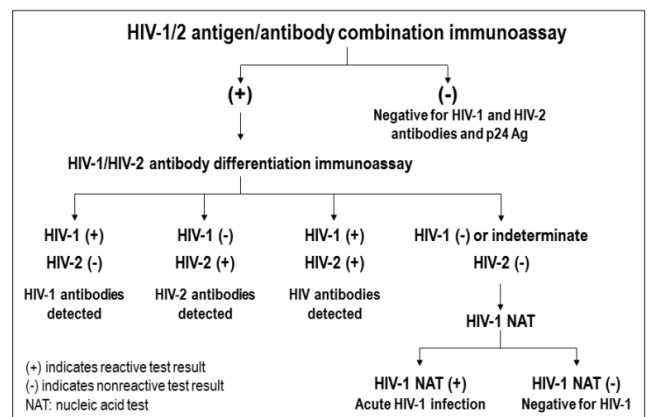 HIV-1/2 antigen/antibody combination immunoassay
(+)
(-)
Negative for HIV-1 and HIV-2
antibodies and p24 Ag
HIV-1/HIV-2 antibody differentiation immunoassay
HIV-1 (+)
HIV-2 (-)
HIV-1 antibodies
detected
HIV-1 (-)
HIV-2 (+)
HIV-2 antibodies
detected
HIV-1 (+)
HIV-2 (+)
HIV antibodies
detected
HIV-1 (-) or indeterminate
HIV-2 (-)
HIV-1 NAT
HIV-1 NAT (+)
Acute HIV-1 infection
HIV-1 NAT (-)
Negative for HIV-1
(+) indicates reactive test result
(-) indicates nonreactive test result
NAT: nucleic acid test